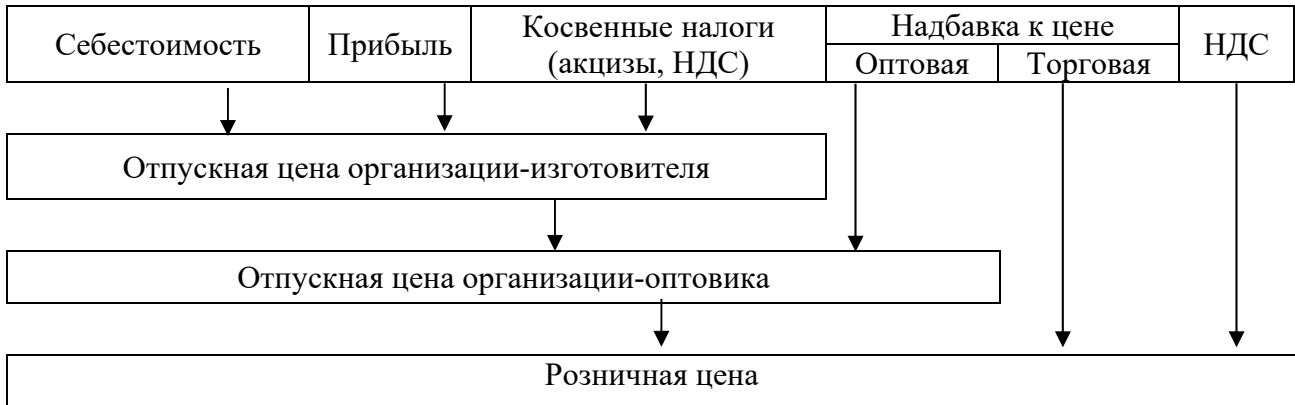 Себестоимость
Прибыль
Косвенные налоги
(акцизы, НДС)
Надбавка к цене
Оптовая
Торговая
НДС
Отпускная цена организации-изготовителя
Отпускная цена организации-оптовика
Розничная цена